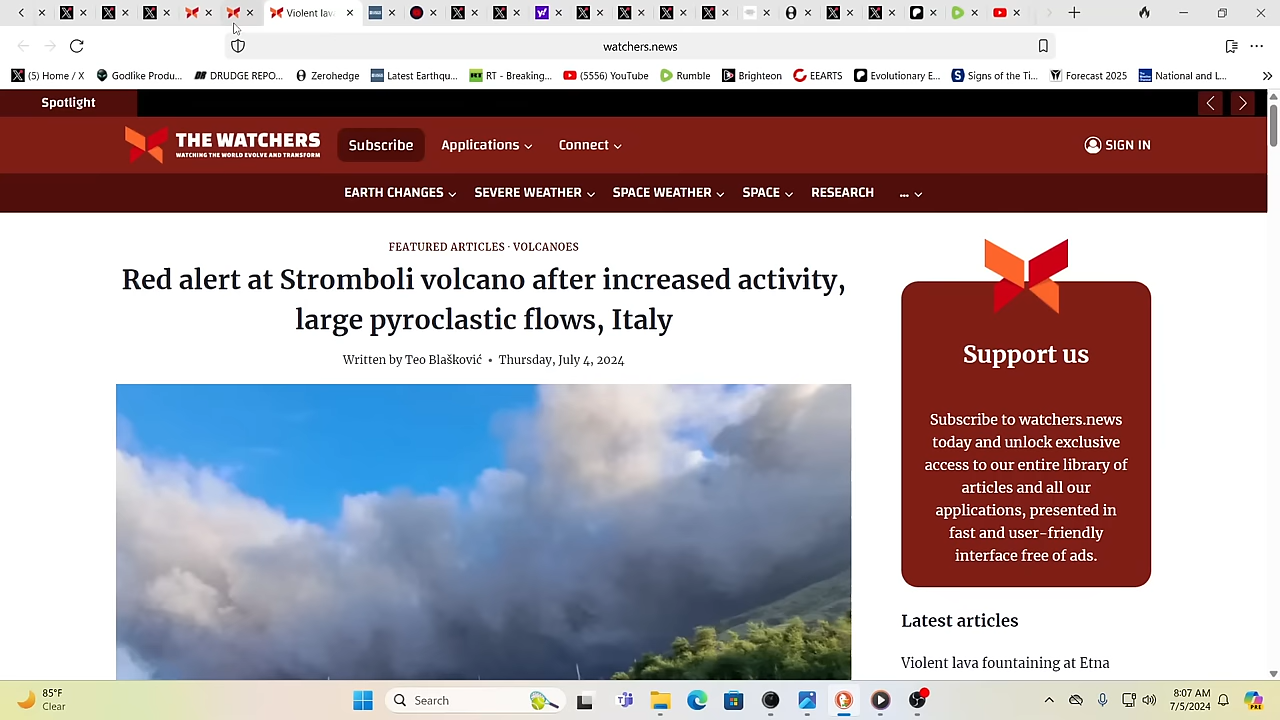 Violent lav
watchers.news
(5) Home / X
Godlike Produ...
DRUDGE REPO...
Zerohedge
Latest Earthqu...
RT - Breaking...
(5556) YouTube
Rumble
Brighteon
EEARTS
Evolutionary E...
Signs of the Ti...
Forecast 2025
National and L...
Spotlight
THE WATCHERS
WATCHING THE WORLD EVOLVE AND TRANSFORM
Subscribe
Applications
Connect
SIGN IN
EARTH CHANGES
SEVERE WEATHER
SPACE WEATHER
SPACE
RESEARCH
...
FEATURED ARTICLES · VOLCANOES
Red alert at Stromboli volcano after increased activity,
large pyroclastic flows, Italy
Written by Teo Blašković • Thursday, July 4, 2024
Support us
Subscribe to watchers.news
today and unlock exclusive
access to our entire library of
articles and all our
applications, presented in
fast and user-friendly
interface free of ads.
Latest articles
Violent lava fountaining at Etna
85°F
Clear
Search
8:07 AM
7/5/2024